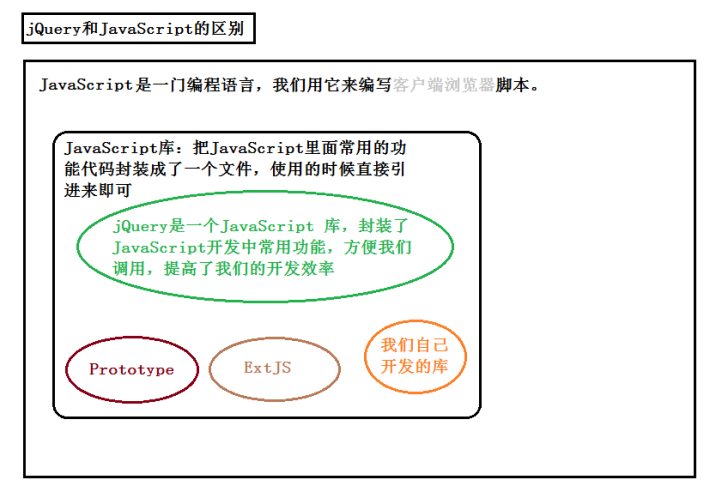 jQuery和JavaScript的区别
JavaScript是一门编程语言，我们用它来编写客户端浏览器脚本。
JavaScript库：把JavaScript里面常用的功
能代码封装成了一个文件，使用的时候直接引
进来即可
jQuery是一个JavaScript 库，封装了
JavaScript开发中常用功能，方便我们
调用，提高了我们的开发效率
Prototype
ExtJS
我们自己
开发的库